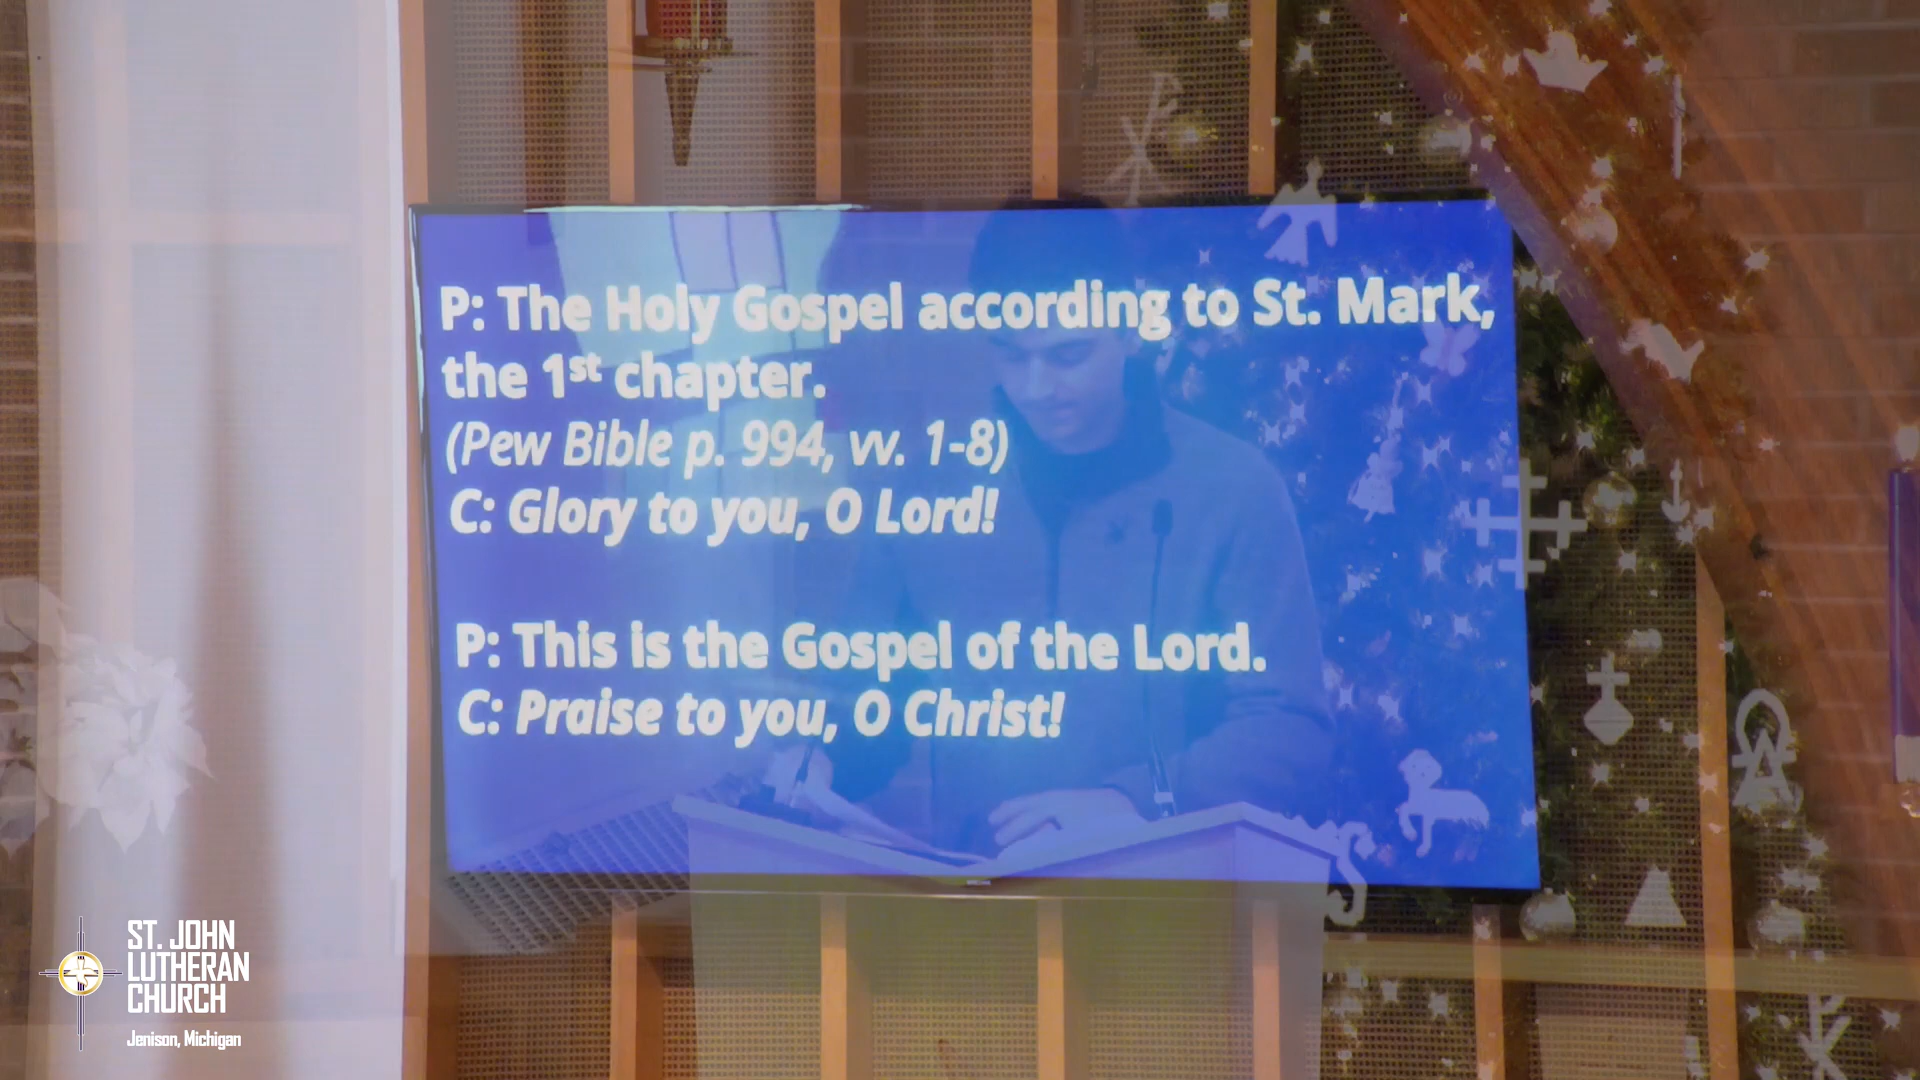 P: The Holy Gospel according to St. Mark,
the 1st chapter.
(Pew Bible p. 994, vv. 1-8)
C: Glory to you, O Lord!
P: This is the Gospel of the Lord.
C: Praise to you, O Christ!
ST. JOHN
LUTHERAN
CHURCH
Jenison, Michigan